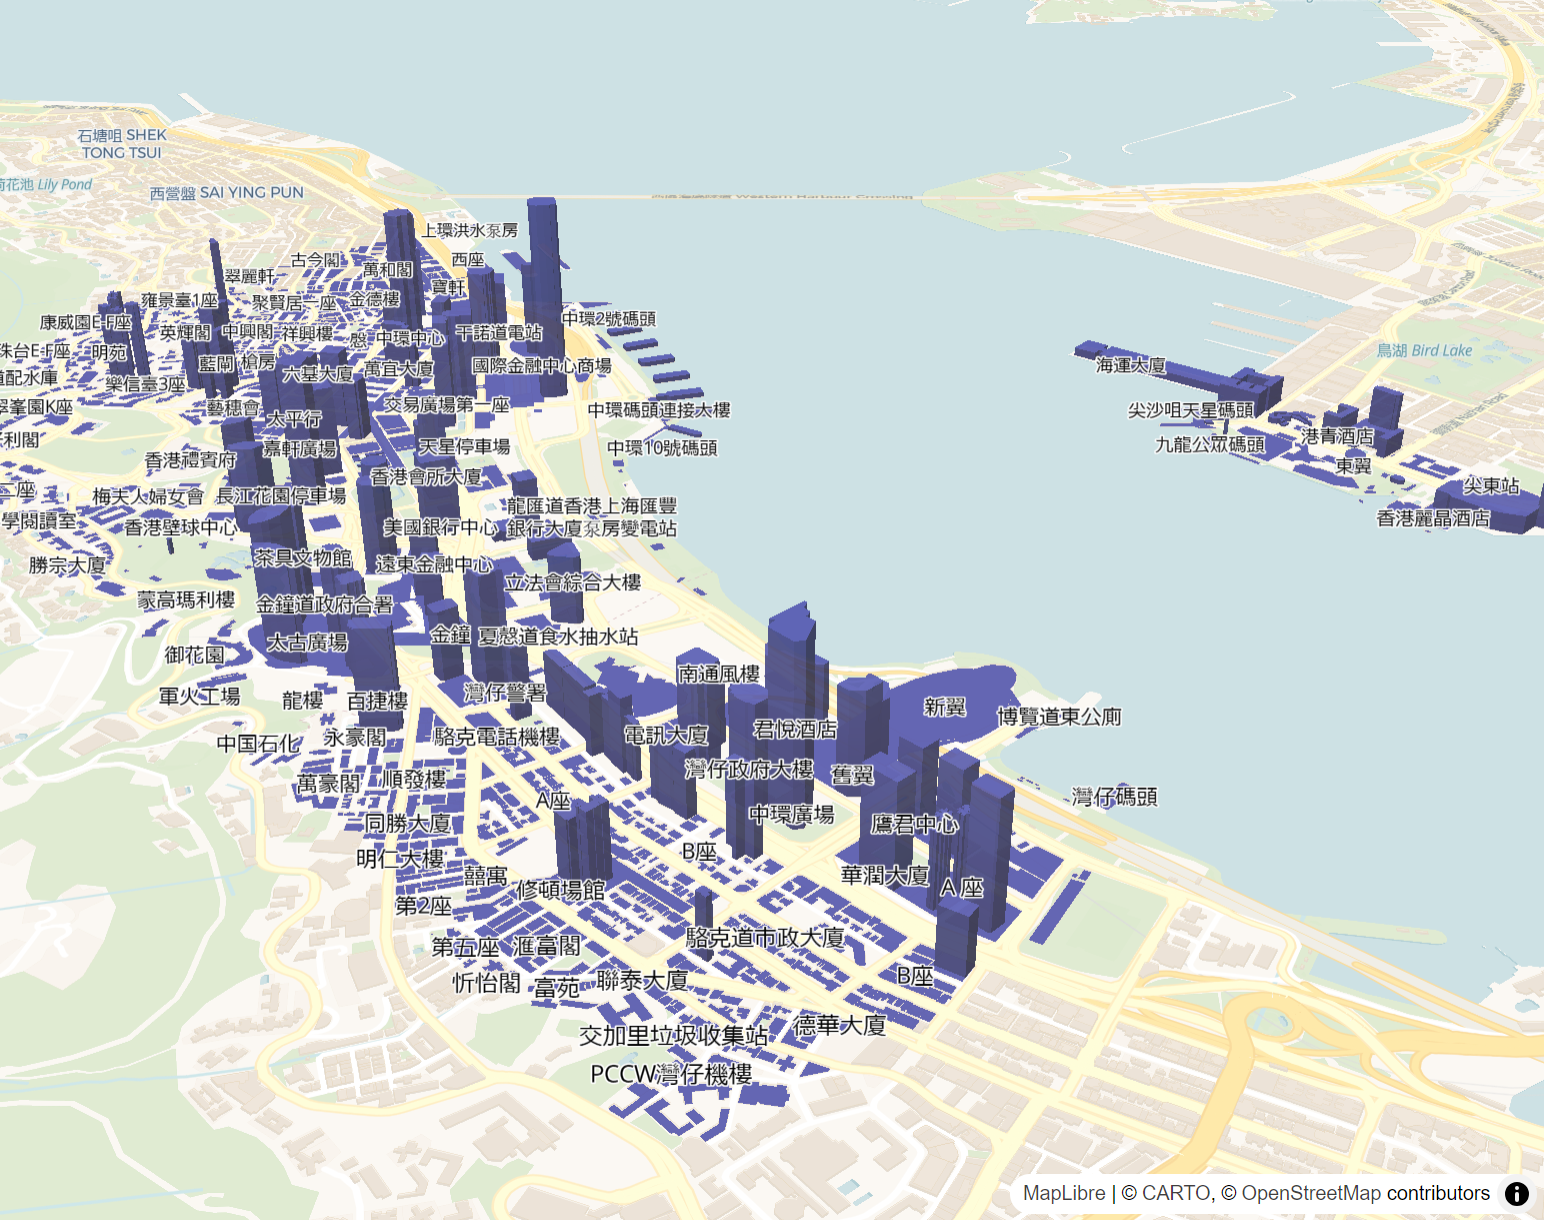 石塘咀 SHEK
TONG TSUI
荷花池 Lily Pond
西營盤 SAI YING PUN
Western Harbour Crossing
上環洪水泵房
古今閣
萬和閣
西座
翠麗軒
寶軒
雍景臺1座
聚賢居一座
金德樓
康威園E-F座
英輝閣
中興閣
祥興樓
中環中心
干諾道電站
中環2號碼頭
珠台E-F座
明苑
藍閣
槍房
六基大廈
萬宜大廈
國際金融中心商場
海運大廈
鳥湖 Bird Lake
道配水庫
樂信臺3座
翠峯園K座
藝穗會
太平行
交易廣場第一座
中環碼頭連接大樓
尖沙咀天星碼頭
利閣
香港禮賓府
嘉軒廣場
天星停車場
中環10號碼頭
九龍公眾碼頭
港青酒店
東翼
二座
梅夫人婦女會
長江花園停車場
香港會所大廈
尖東站
學閱讀室
香港壁球中心
美國銀行中心
龍匯道香港上海匯豐
銀行大廈泵房變電站
香港麗晶酒店
勝宗大廈
茶具文物館
遠東金融中心
立法會綜合大樓
蒙高瑪利樓
金鐘道政府合署
御花園
太古廣場
金鐘
夏慤道食水抽水站
軍火工場
龍樓
百捷樓
灣仔警署
南通風樓
新翼
博覽道東公廁
中国石化
永豪閣
駱克電話機樓
電訊大廈
君悅酒店
萬豪閣
順發樓
灣仔政府大樓
舊翼
灣仔碼頭
A座
同勝大廈
中環廣場
鷹君中心
明仁大樓
B座
囍寓
修頓場館
華潤大廈
A 座
第2座
第五座
滙富閣
駱克道市政大廈
忻怡閣
富苑
聯泰大廈
B座
交加里垃圾收集站
德華大廈
PCCW灣仔機樓
MapLibre | © CARTO, © OpenStreetMap contributors